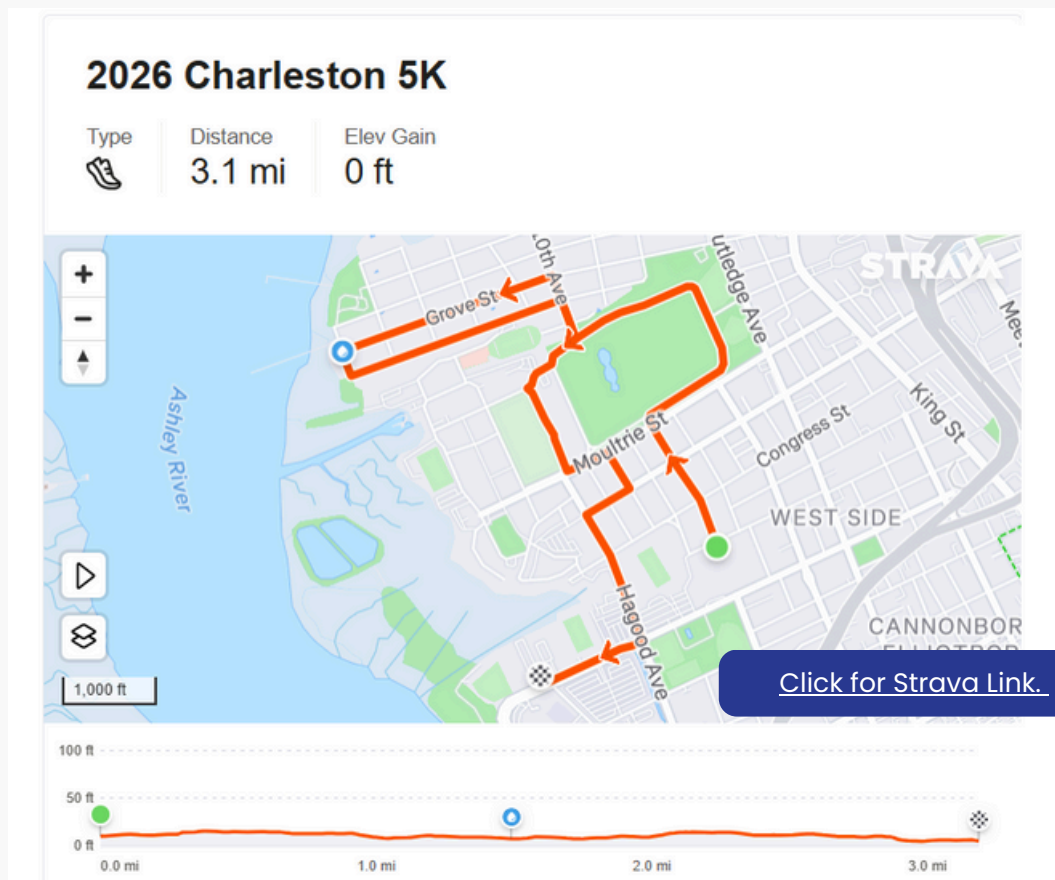 2026 Charleston 5K
Type
Distance
Elev Gain
3.1 mi
0 ft
STRAVA
Grove St
Ashley River
Moultrie St
Congress St
King St
WEST SIDE
Hagood Ave
CANNONBOR
Click for Strava Link.
1,000 ft
100 ft
50 ft
0 ft
0.0 mi
1.0 mi
2.0 mi
3.0 mi